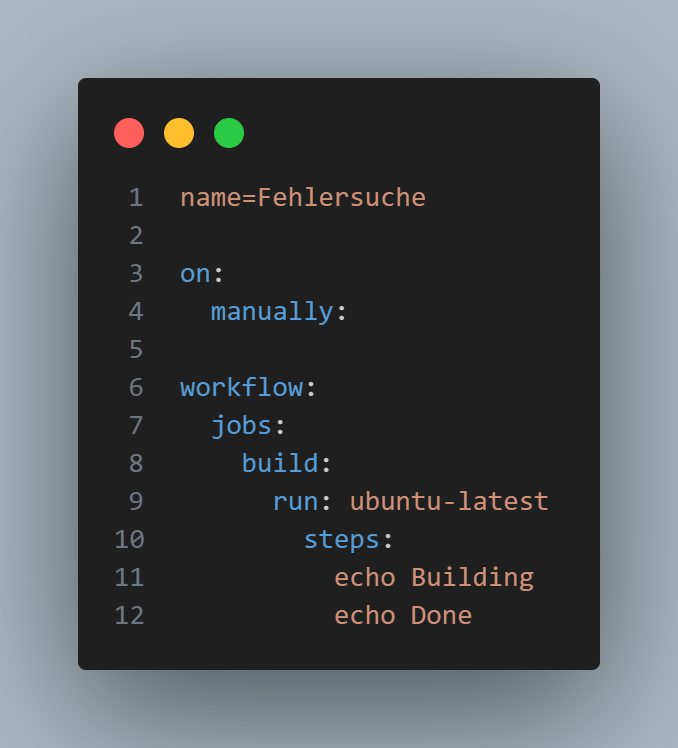 1 name=Fehlersuche
2
3 on:
4   manually:
5
6 workflow:
7   jobs:
8     build:
9       run: ubuntu-latest
10         steps:
11           echo Building
12           echo Done